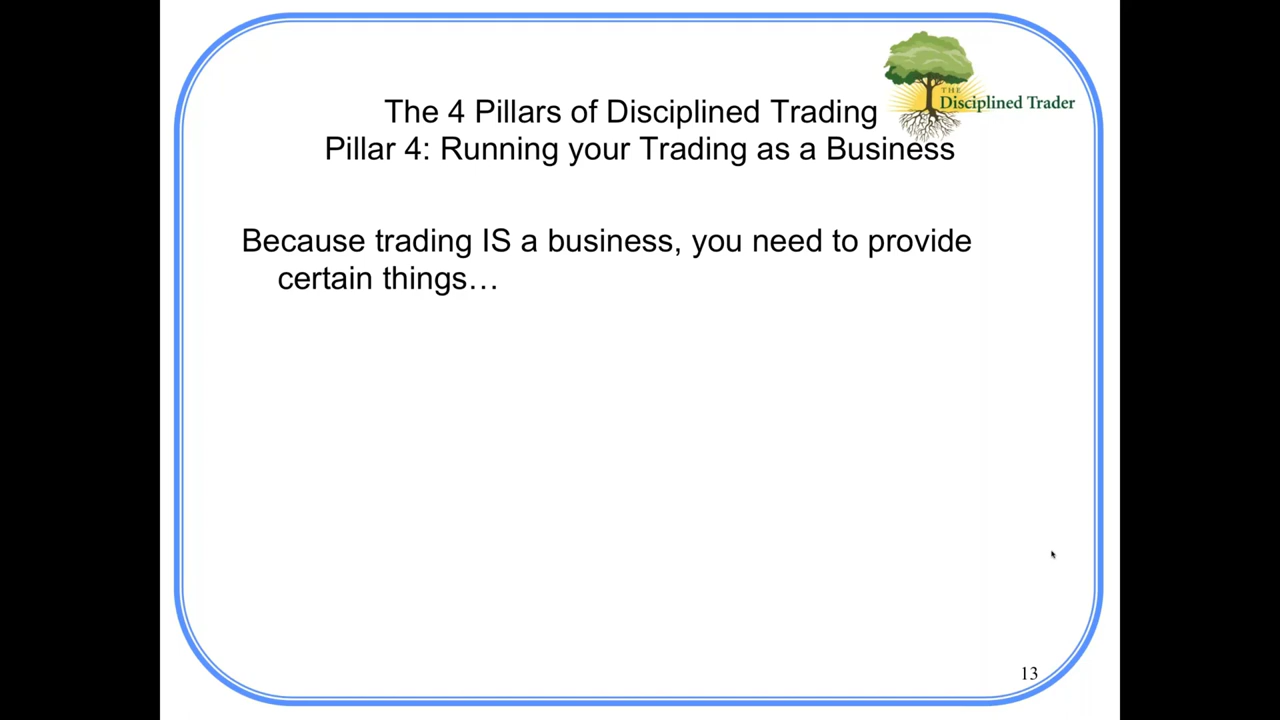 THE
Disciplined Trader
The 4 Pillars of Disciplined Trading
Pillar 4: Running your Trading as a Business
Because trading IS a business, you need to provide
certain things…
13